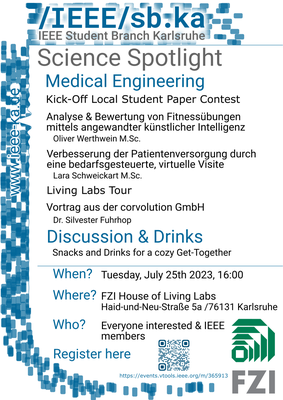 /IEEE/sb.ka
IEEE Student Branch Karlsruhe
Science Spotlight
Medical Engineering
Kick-Off Local Student Paper Contest
Analyse & Bewertung von Fitnessübungen
mittels angewandter künstlicher Intelligenz
Oliver Werthwein M.Sc.
Verbesserung der Patientenversorgung durch
eine bedarfsgesteuerte, virtuelle Visite
Lara Schweickart M.Sc.
Living Labs Tour
Vortrag aus der corvolution GmbH
Dr. Silvester Fuhrhop
Discussion & Drinks
Snacks and Drinks for a cozy Get-Together
When? Tuesday, July 25th 2023, 16:00
Where? FZI House of Living Labs
Haid-und-Neu-Straße 5a /76131 Karlsruhe
Who? Everyone interested & IEEE
members
Register here
https://events.vtools.ieee.org/m/365913
FZI
www.ieee-ka.de